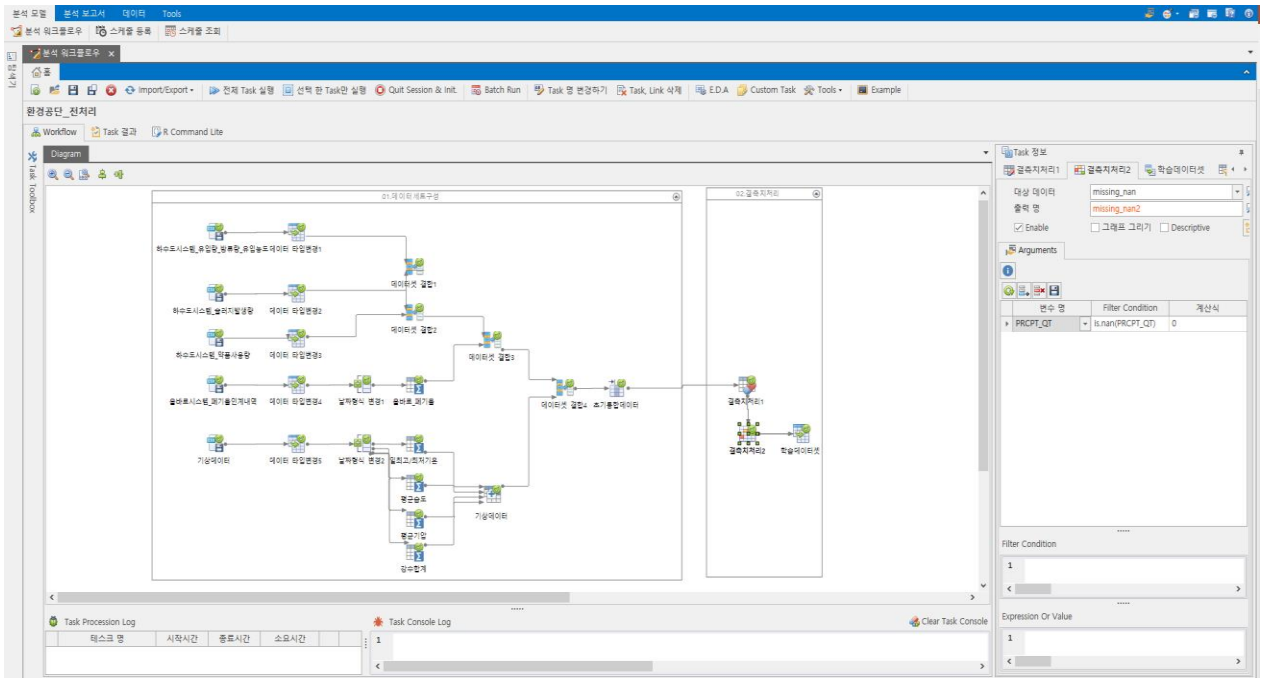 분석 모델 분석 보고서 데이터 Tools
분석 워크플로우 스케줄 등록 스케줄 조회
분석 워크플로우 x
탐색기
홈
Import/Export 전체 Task 실행 선택 한 Task만 실행 Quit Session & Init. Batch Run Task 명 변경하기 Task, Link 삭제 E.D.A Custom Task Tools Example
환경공단_전처리
Workflow Task 결과 R Command Lite
Task Toolbox
Diagram
01.데이터세트구성
02.결측치처리
하수도시스템_유입량_방류량_유입농도 데이터 타입변경1
데이터셋 결합1
하수도시스템_슬러지발생량 데이터 타입변경2
데이터셋 결합2
하수도시스템_약품사용량 데이터 타입변경3
데이터셋 결합3
올바로시스템_폐기물인계내역 데이터 타입변경4 날짜형식 변경1 올바로_폐기물
데이터셋 결합4 초기통합데이터
결측치처리1
결측치처리2 학습데이터셋
기상데이터 데이터 타입변경5 날짜형식 변경2 일최고/최저기온
평균습도
기상데이터
평균기압
강수합계
Task Procession Log
테스크 명 시작시간 종료시간 소요시간
Task Console Log
Clear Task Console
1
Task 정보
결측치처리1 결측치처리2 학습데이터셋
대상 데이터 missing_nan
출력 명 missing_nan2
Enable 그래프 그리기 Descriptive
Arguments
변수 명 Filter Condition 계산식
PRCPT_QT is.nan(PRCPT_QT) 0
Filter Condition
1
Expression Or Value
1